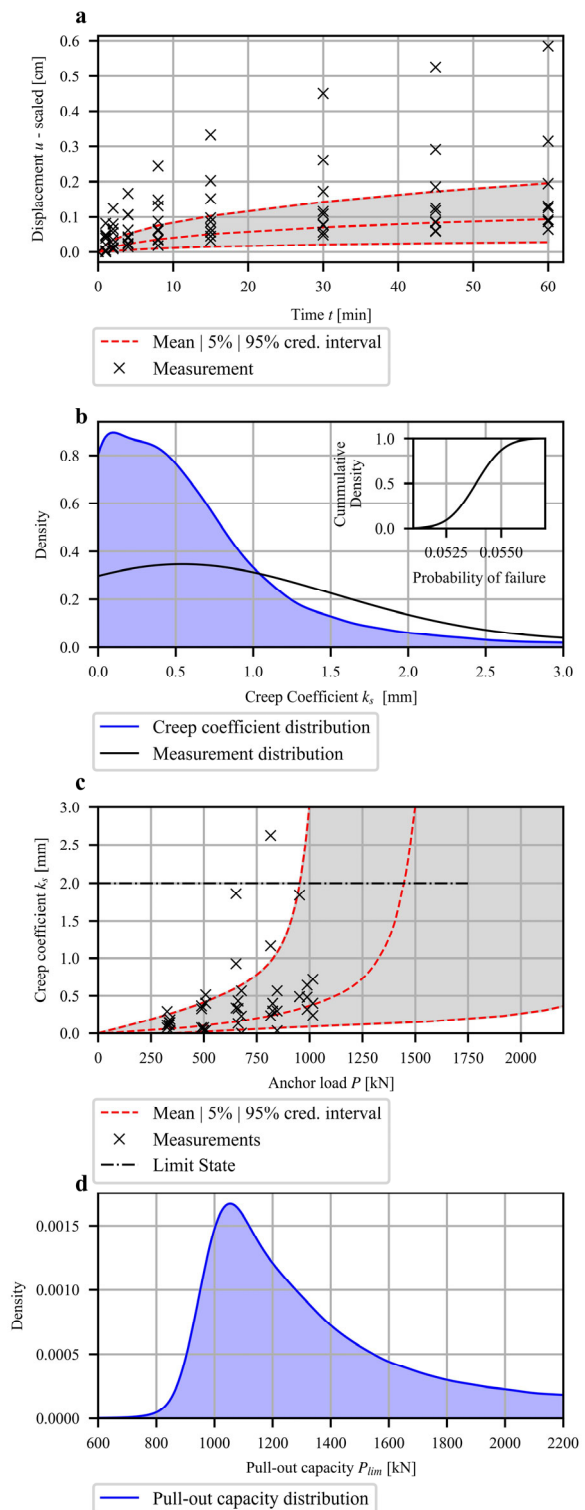 a
0.6
0.5
0.4
0.3
0.2
0.1
0.0
Displacement u - scaled [cm]
0 10 20 30 40 50 60
Time t [min]
Mean | 5% | 95% cred. interval
Measurement
b
0.8
0.6
0.4
0.2
0.0
Density
1.0
0.5
0.0
Cummulative
Density
0.0525 0.0550
Probability of failure
0.0 0.5 1.0 1.5 2.0 2.5 3.0
Creep Coefficient ks [mm]
Creep coefficient distribution
Measurement distribution
c
3.0
2.5
2.0
1.5
1.0
0.5
0.0
Creep coefficient ks [mm]
0 250 500 750 1000 1250 1500 1750 2000
Anchor load P [kN]
Mean | 5% | 95% cred. interval
Measurements
Limit State
d
0.0015
0.0010
0.0005
0.0000
Density
600 800 1000 1200 1400 1600 1800 2000 2200
Pull-out capacity Plim [kN]
Pull-out capacity distribution